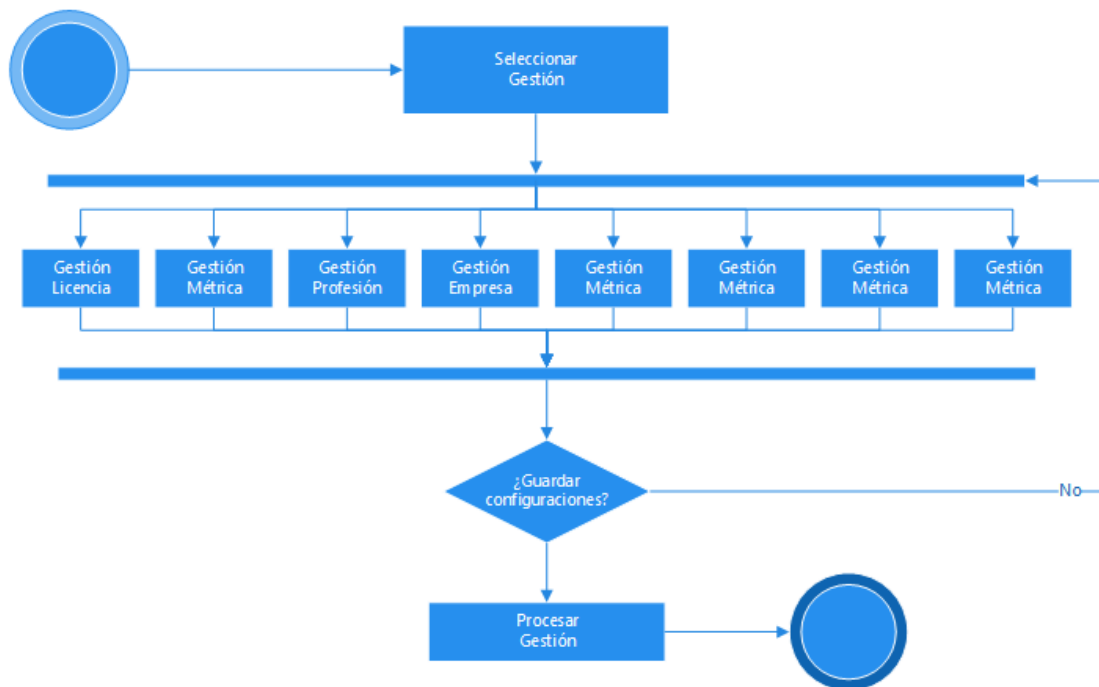 Seleccionar
Gestión
Gestión
Licencia
Gestión
Métrica
Gestión
Profesión
Gestión
Empresa
Gestión
Métrica
Gestión
Métrica
Gestión
Métrica
Gestión
Métrica
¿Guardar
configuraciones?
No
Procesar
Gestión